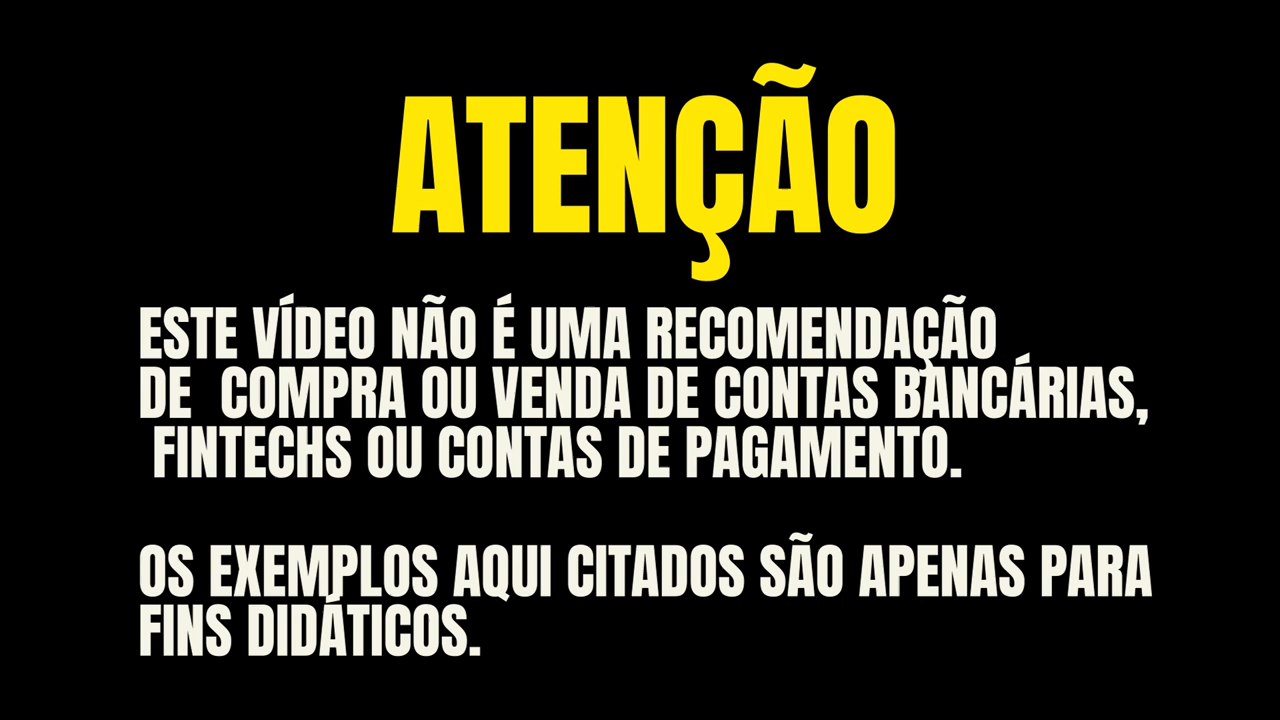 ATENÇÃO
ESTE VÍDEO NÃO É UMA RECOMENDAÇÃO
DE COMPRA OU VENDA DE CONTAS BANCÁRIAS,
FINTECHS OU CONTAS DE PAGAMENTO.
OS EXEMPLOS AQUI CITADOS SÃO APENAS PARA
FINS DIDÁTICOS.